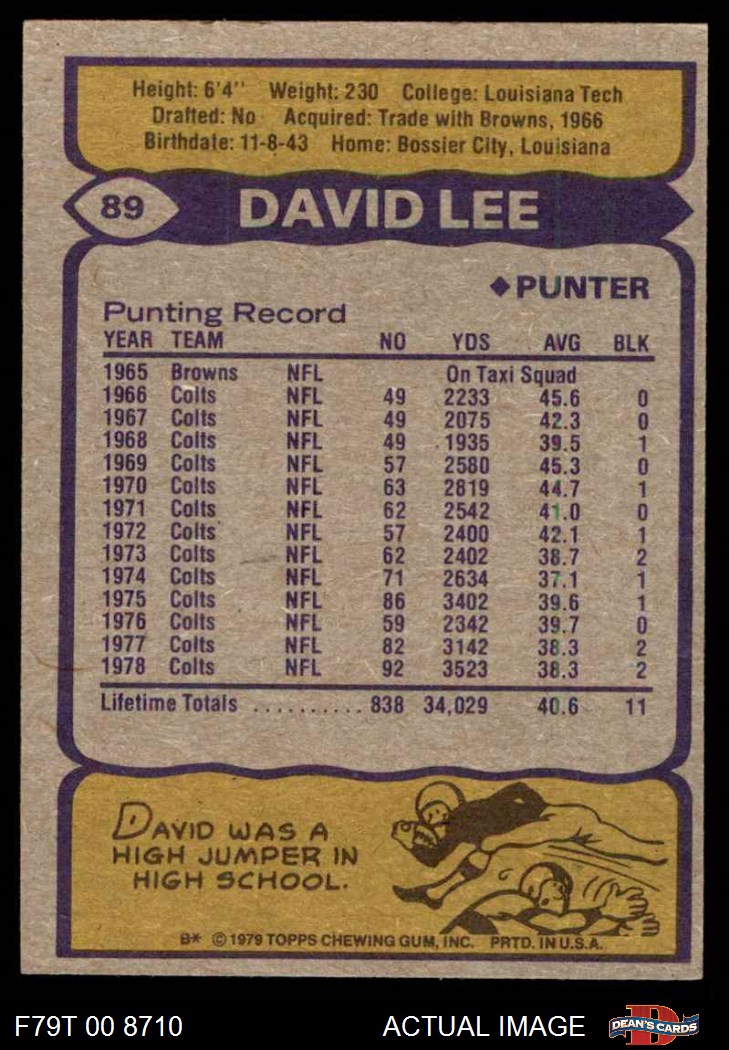 Height: 6'4" Weight: 230 College: Louisiana Tech
Drafted: No Acquired: Trade with Browns, 1966
Birthdate: 11-8-43 Home: Bossier City, Louisiana
89 DAVID LEE
◆PUNTER
Punting Record
YEAR TEAM NO YDS AVG BLK
1965 Browns NFL On Taxi Squad
1966 Colts NFL 49 2233 45.6 0
1967 Colts NFL 49 2075 42.3 0
1968 Colts NFL 49 1935 39.5 1
1969 Colts NFL 57 2580 45.3 0
1970 Colts NFL 63 2819 44.7 1
1971 Colts NFL 62 2542 41.0 0
1972 Colts NFL 57 2400 42.1 1
1973 Colts NFL 62 2402 38.7 2
1974 Colts NFL 71 2634 37.1 1
1975 Colts NFL 86 3402 39.6 1
1976 Colts NFL 59 2342 39.7 0
1977 Colts NFL 82 3142 38.3 2
1978 Colts NFL 92 3523 38.3 2
Lifetime Totals .......... 838 34,029 40.6 11
DAVID WAS A
HIGH JUMPER IN
HIGH SCHOOL.
B* © 1979 TOPPS CHEWING GUM, INC. PRTD. IN U.S.A.
F79T 00 8710 ACTUAL IMAGE D DEAN'S CARDS